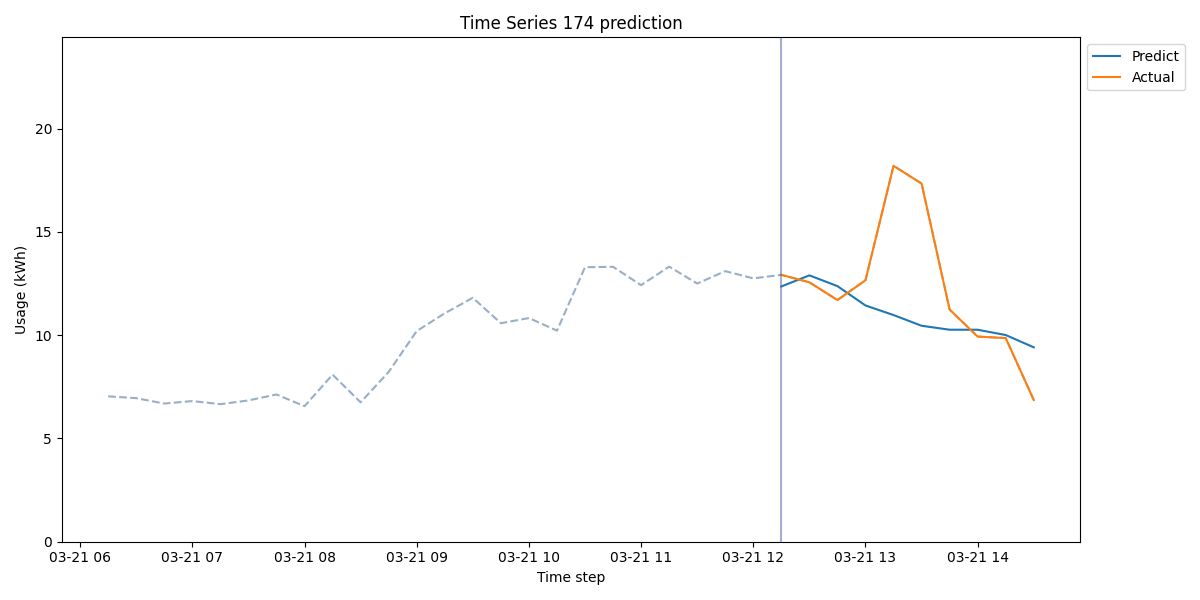 Time Series 174 prediction
Predict
Actual
Usage (kWh)
20
15
10
5
0
03-21 06
03-21 07
03-21 08
03-21 09
03-21 10
03-21 11
03-21 12
03-21 13
03-21 14
Time step